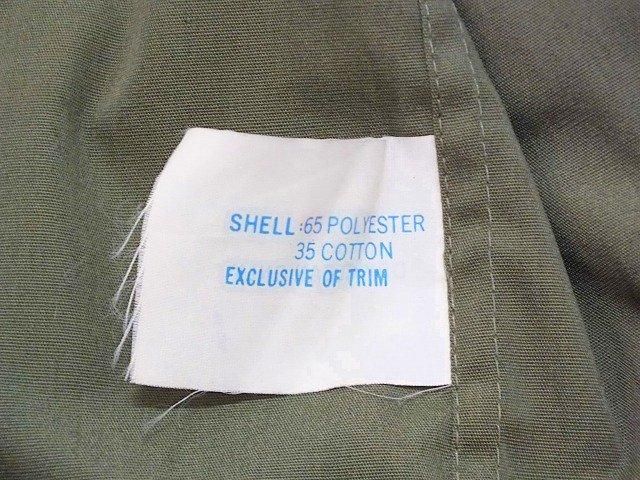 SHELL:65 POLYESTER
35 COTTON
EXCLUSIVE OF TRIM